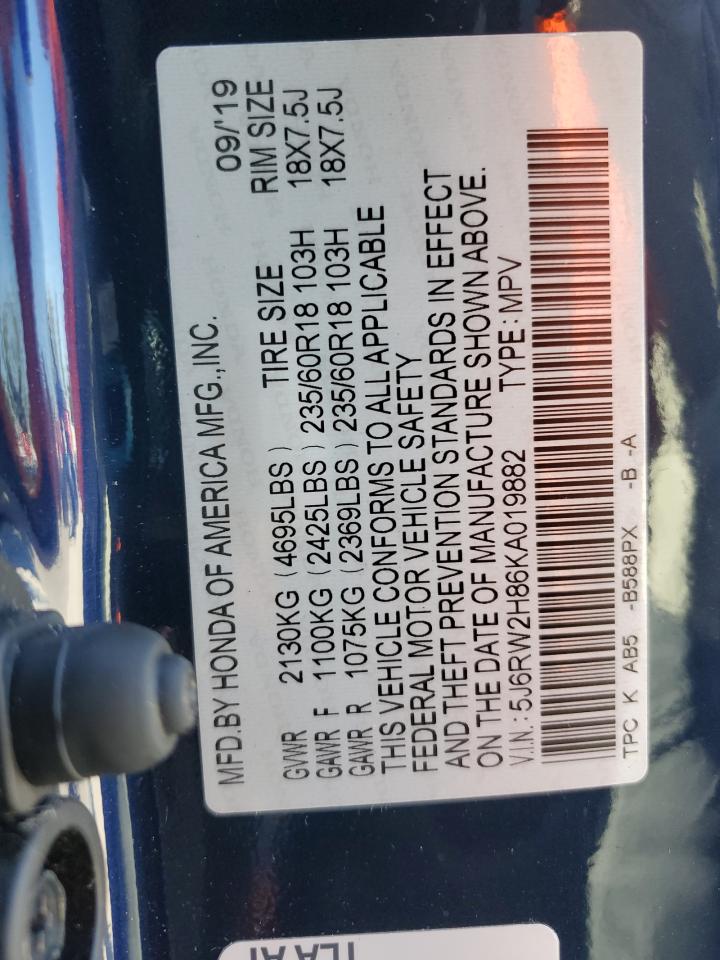 MFD.BY HONDA OF AMERICA MFG.,INC. 09/'19
TIRE SIZE RIM SIZE
GVWR 2130KG (4695LBS)
GAWR F 1100KG (2425LBS) 235/60R18 103H 18X7.5J
GAWR R 1075KG (2369LBS) 235/60R18 103H 18X7.5J
THIS VEHICLE CONFORMS TO ALL APPLICABLE
FEDERAL MOTOR VEHICLE SAFETY
AND THEFT PREVENTION STANDARDS IN EFFECT
ON THE DATE OF MANUFACTURE SHOWN ABOVE.
V.I.N.: 5J6RW2H86KA019882 TYPE: MPV
TPC K AB5 -B588PX -B -A